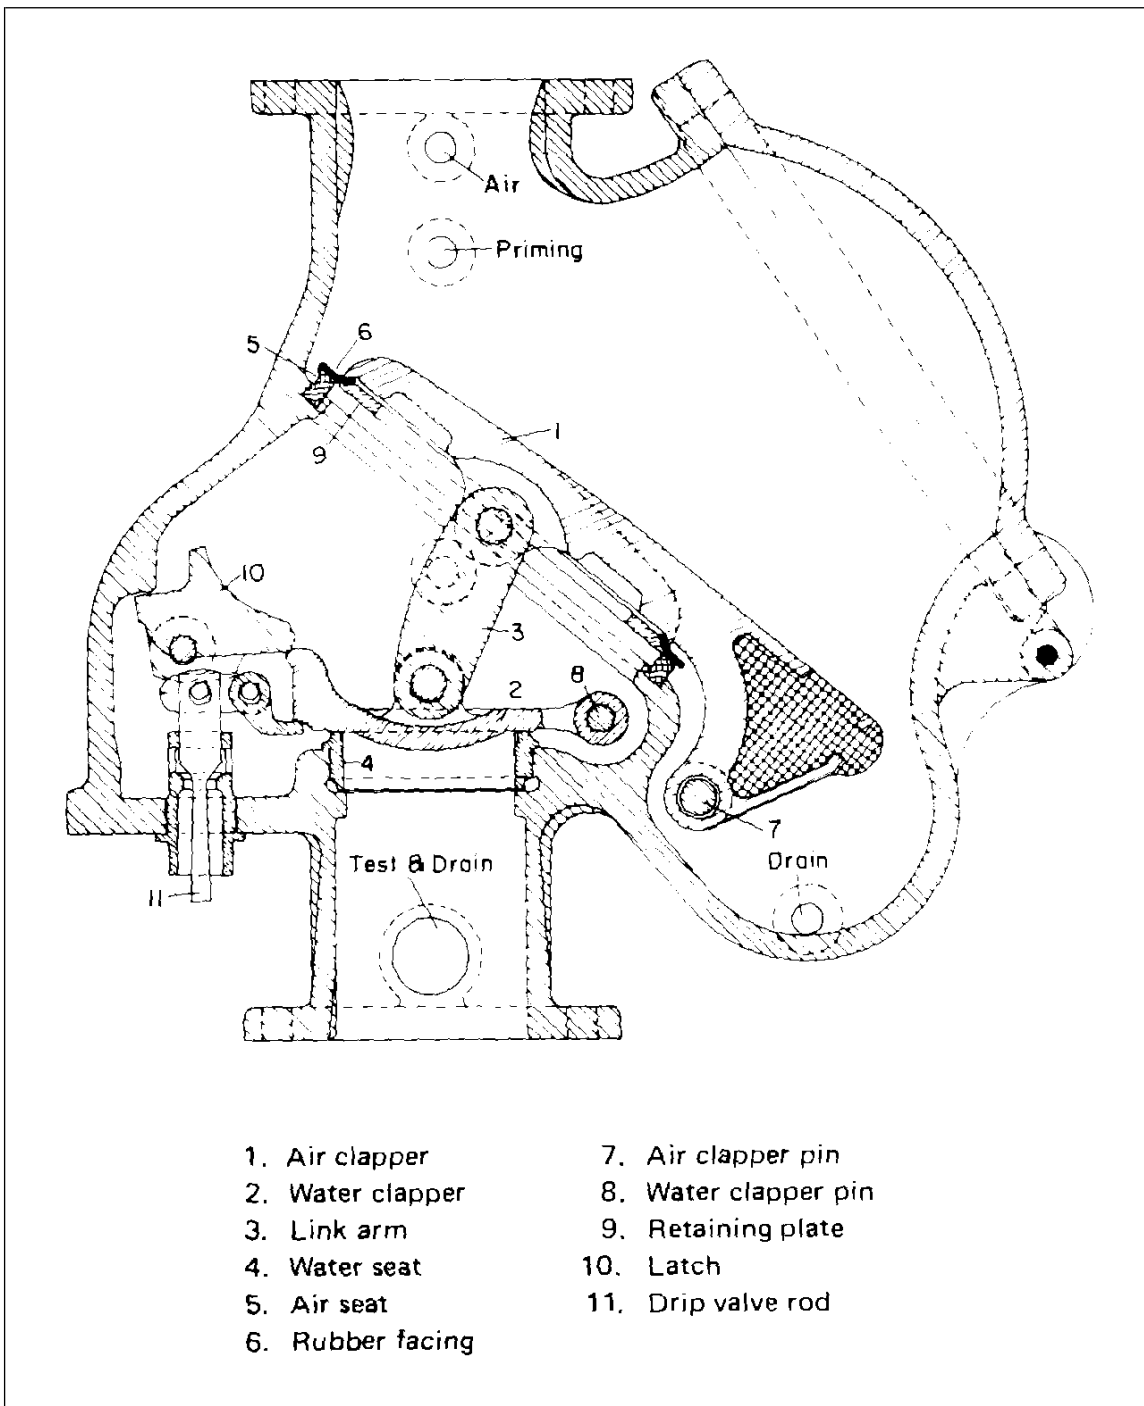 Air
Priming
6
5
1
9
10
3
8
2
4
7
Test & Drain
Drain
11
1. Air clapper
2. Water clapper
3. Link arm
4. Water seat
5. Air seat
6. Rubber facing
7. Air clapper pin
8. Water clapper pin
9. Retaining plate
10. Latch
11. Drip valve rod